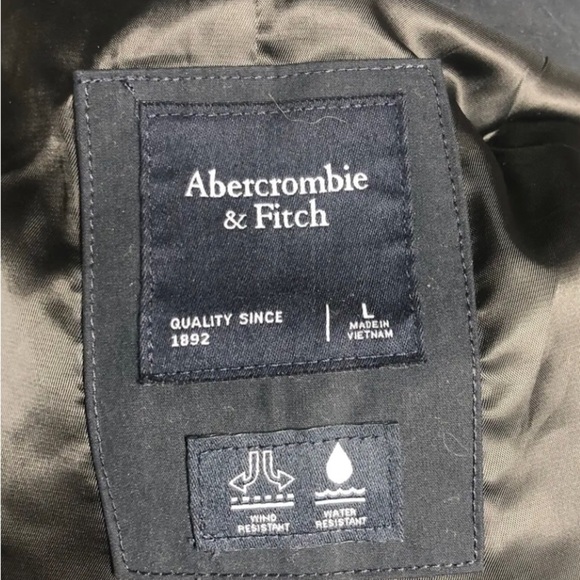 Abercrombie
& Fitch
QUALITY SINCE
1892
L
MADE IN
VIETNAM
WIND
RESISTANT
WATER
RESISTANT